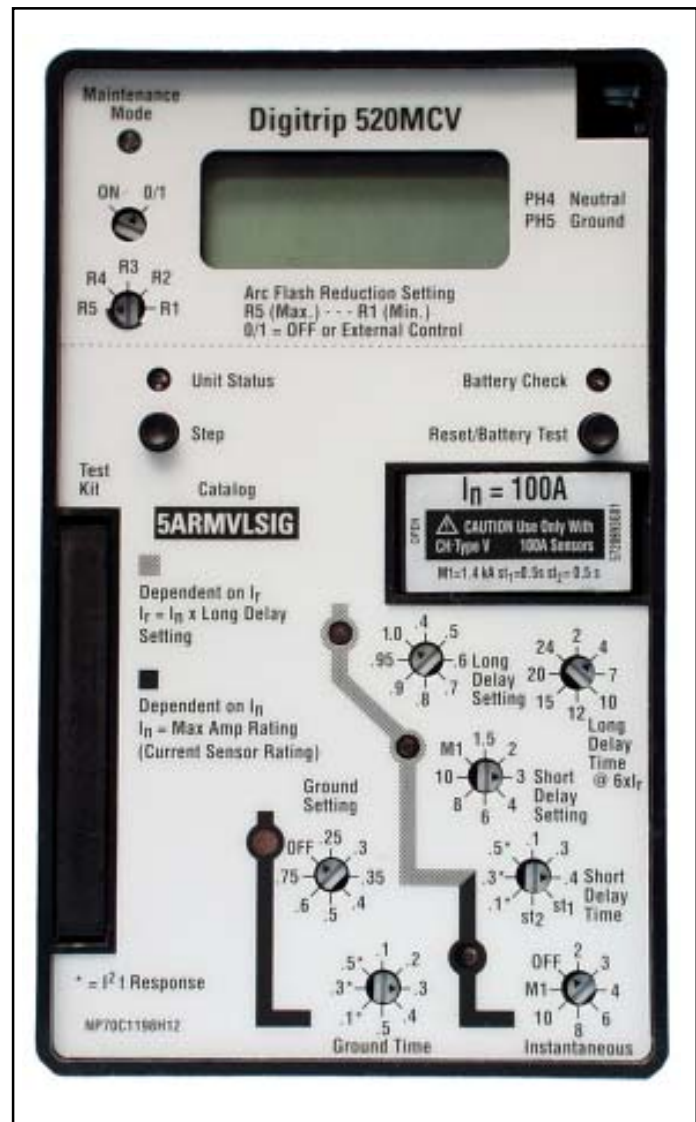 Maintenance
Mode
Digitrip 520MCV
ON 0/1
PH4 Neutral
PH5 Ground
R5 R4 R3 R2 R1
Arc Flash Reduction Setting
R5 (Max.) - - - R1 (Min.)
0/1 = OFF or External Control
Unit Status
Battery Check
Step
Reset/Battery Test
Test
Kit
Catalog
5ARMVLSIG
In = 100A
OPEN
CAUTION Use Only With
CH-Type V 100A Sensors
M1=1.4 kA st1=0.9s st2=0.5 s
Dependent on Ir
Ir = In x Long Delay
Setting
Dependent on In
In = Max Amp Rating
(Current Sensor Rating)
.4 .5 .6 .7 .8 .9 .95 1.0
Long
Delay
Setting
2 4 7 10 12 15 20 24
Long
Delay
Time
@ 6xIr
M1 1.5 2 3 4 6 8 10
Short
Delay
Setting
Ground
Setting
OFF .25 .3 .35 .4 .5 .6 .75
.1 .3 .4 st1 st2 .1* .3* .5*
Short
Delay
Time
* = I2 t Response
.1 .2 .3 .4 .5 .1* .3* .5*
Ground Time
OFF 2 3 4 6 8 10 M1
Instantaneous
NP70C1198H12